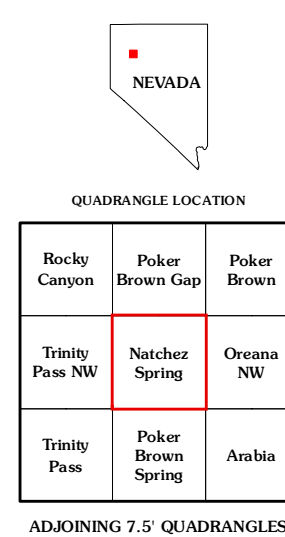 NEVADA
QUADRANGLE LOCATION
Rocky
Canyon
Poker
Brown Gap
Poker
Brown
Trinity
Pass NW
Natchez
Spring
Oreana
NW
Trinity
Pass
Poker
Brown
Spring
Arabia
ADJOINING 7.5' QUADRANGLES